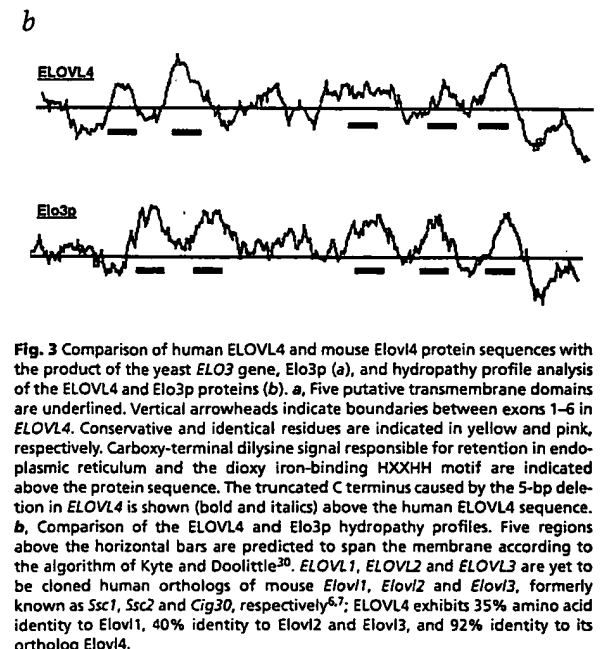 b
ELOVL4
Elo3p
Fig. 3 Comparison of human ELOVL4 and mouse Elovl4 protein sequences with
the product of the yeast ELO3 gene, Elo3p (a), and hydropathy profile analysis
of the ELOVL4 and Elo3p proteins (b). a, Five putative transmembrane domains
are underlined. Vertical arrowheads indicate boundaries between exons 1–6 in
ELOVL4. Conservative and identical residues are indicated in yellow and pink,
respectively. Carboxy-terminal dilysine signal responsible for retention in endo-
plasmic reticulum and the dioxy iron-binding HXXHH motif are indicated
above the protein sequence. The truncated C terminus caused by the 5-bp dele-
tion in ELOVL4 is shown (bold and italics) above the human ELOVL4 sequence.
b, Comparison of the ELOVL4 and Elo3p hydropathy profiles. Five regions
above the horizontal bars are predicted to span the membrane according to
the algorithm of Kyte and Doolittle30. ELOVL1, ELOVL2 and ELOVL3 are yet to
be cloned human orthologs of mouse Elovl1, Elovl2 and Elovl3, formerly
known as Ssc1, Ssc2 and Cig30, respectively6,7; ELOVL4 exhibits 35% amino acid
identity to Elovl1, 40% identity to Elovl2 and Elovl3, and 92% identity to its
ortholog Elovl4.